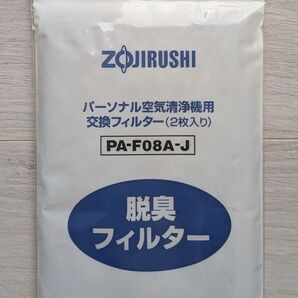 ZOJIRUSHI
パーソナル空気清浄機用
交換フィルター(2枚入り)
PA-F08A-J
脱臭
フィルター